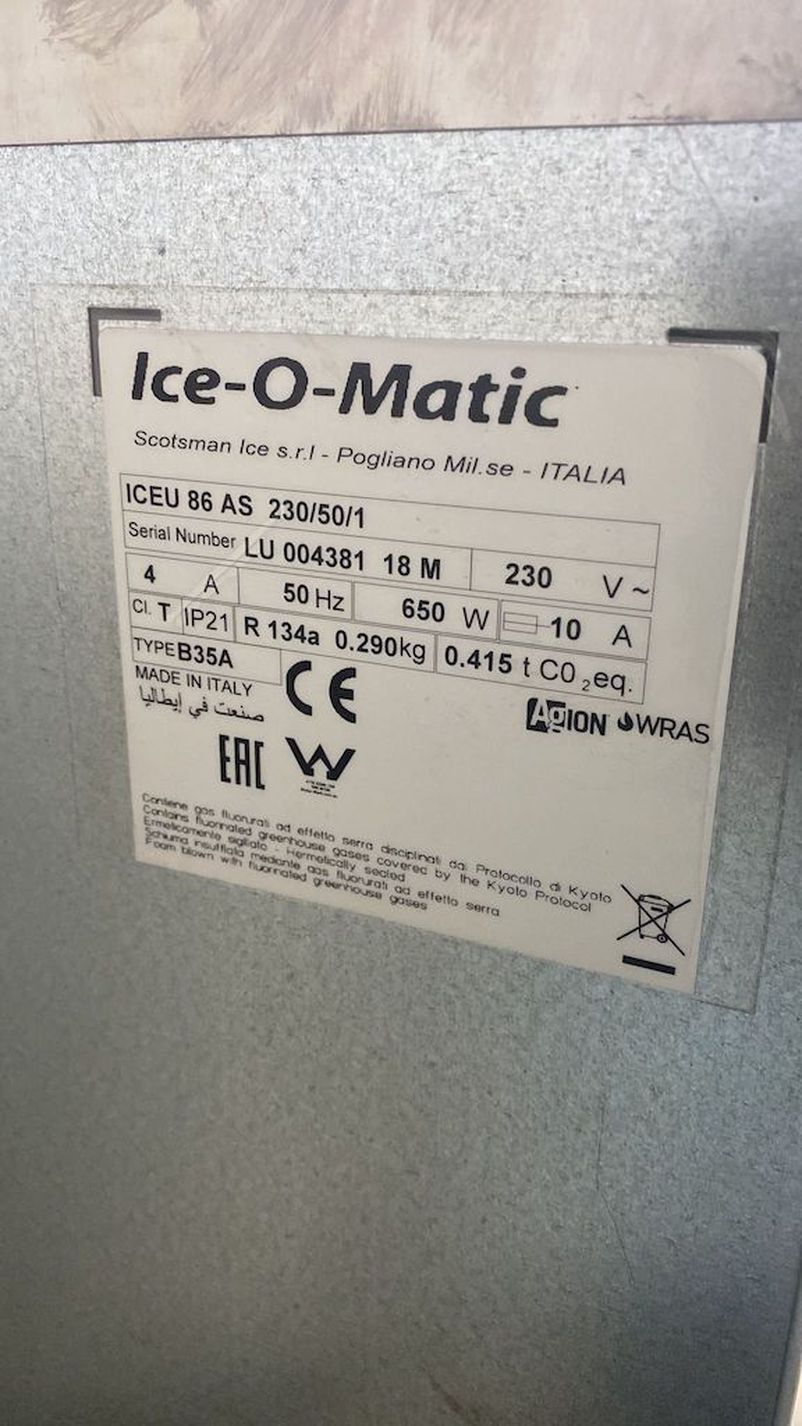 Ice-O-Matic
Scotsman Ice s.r.l - Pogliano Mil.se - ITALIA
ICEU 86 AS 230/50/1
Serial Number LU 004381 18 M 230 V ~
4 A 50 Hz 650 W 10 A
Cl. T IP21 R 134a 0.290kg 0.415 t CO2 eq.
TYPE B35A
MADE IN ITALY
صنعت في إيطاليا
CE
AgION WRAS
EAC
W
Contiene gas fluorurati ad effetto serra disciplinati dal Protocollo di Kyoto
Contains fluorinated greenhouse gases covered by the Kyoto Protocol
Ermeticamente sigillato - Hermetically sealed
Schiuma insufflata mediante gas fluorurati ad effetto serra
Foam blown with fluorinated greenhouse gases